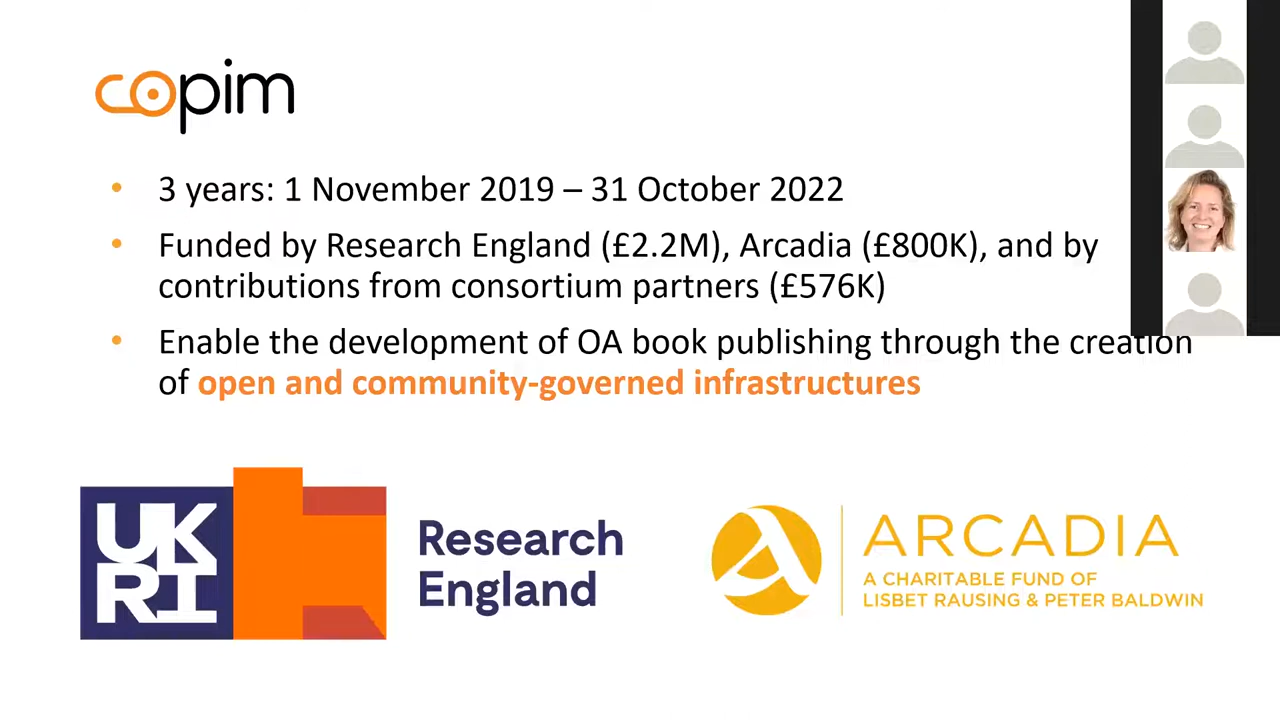 copim
• 3 years: 1 November 2019 – 31 October 2022
• Funded by Research England (£2.2M), Arcadia (£800K), and by
contributions from consortium partners (£576K)
• Enable the development of OA book publishing through the creation
of open and community-governed infrastructures
UK
RI
Research
England
ARCADIA
A CHARITABLE FUND OF
LISBET RAUSING & PETER BALDWIN